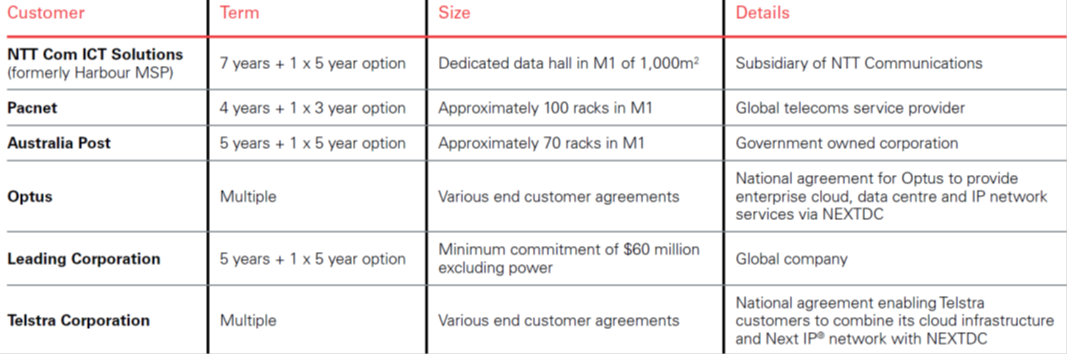 Customer Term Size Details
NTT Com ICT Solutions
(formerly Harbour MSP)
7 years + 1 x 5 year option
Dedicated data hall in M1 of 1,000m²
Subsidiary of NTT Communications
Pacnet
4 years + 1 x 3 year option
Approximately 100 racks in M1
Global telecoms service provider
Australia Post
5 years + 1 x 5 year option
Approximately 70 racks in M1
Government owned corporation
Optus
Multiple
Various end customer agreements
National agreement for Optus to provide
enterprise cloud, data centre and IP network
services via NEXTDC
Leading Corporation
5 years + 1 x 5 year option
Minimum commitment of $60 million
excluding power
Global company
Telstra Corporation
Multiple
Various end customer agreements
National agreement enabling Telstra
customers to combine its cloud infrastructure
and Next IP® network with NEXTDC